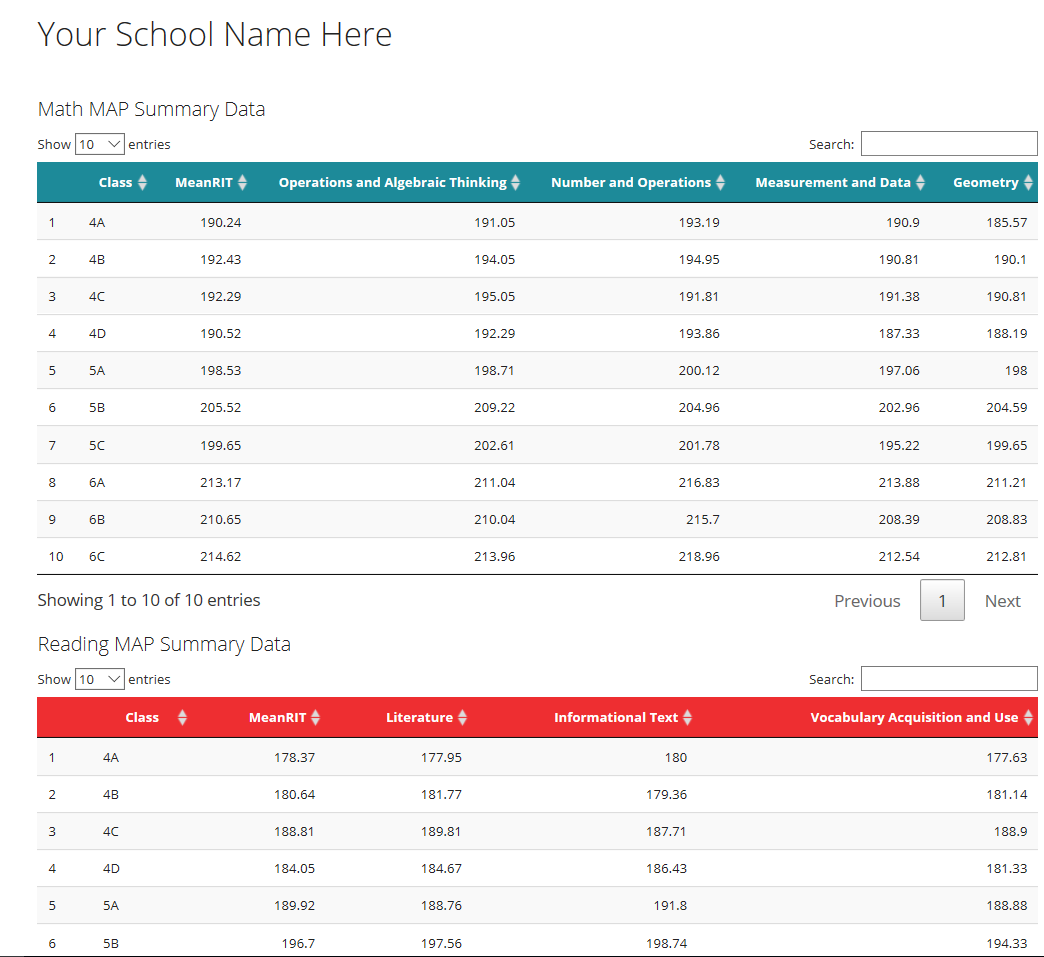 Your School Name Here
Math MAP Summary Data
Show 10 entries Search:
Class MeanRIT Operations and Algebraic Thinking Number and Operations Measurement and Data Geometry
1 4A 190.24 191.05 193.19 190.9 185.57
2 4B 192.43 194.05 194.95 190.81 190.1
3 4C 192.29 195.05 191.81 191.38 190.81
4 4D 190.52 192.29 193.86 187.33 188.19
5 5A 198.53 198.71 200.12 197.06 198
6 5B 205.52 209.22 204.96 202.96 204.59
7 5C 199.65 202.61 201.78 195.22 199.65
8 6A 213.17 211.04 216.83 213.88 211.21
9 6B 210.65 210.04 215.7 208.39 208.83
10 6C 214.62 213.96 218.96 212.54 212.81
Showing 1 to 10 of 10 entries Previous 1 Next
Reading MAP Summary Data
Show 10 entries Search:
Class MeanRIT Literature Informational Text Vocabulary Acquisition and Use
1 4A 178.37 177.95 180 177.63
2 4B 180.64 181.77 179.36 181.14
3 4C 188.81 189.81 187.71 188.9
4 4D 184.05 184.67 186.43 181.33
5 5A 189.92 188.76 191.8 188.88
6 5B 196.7 197.56 198.74 194.33